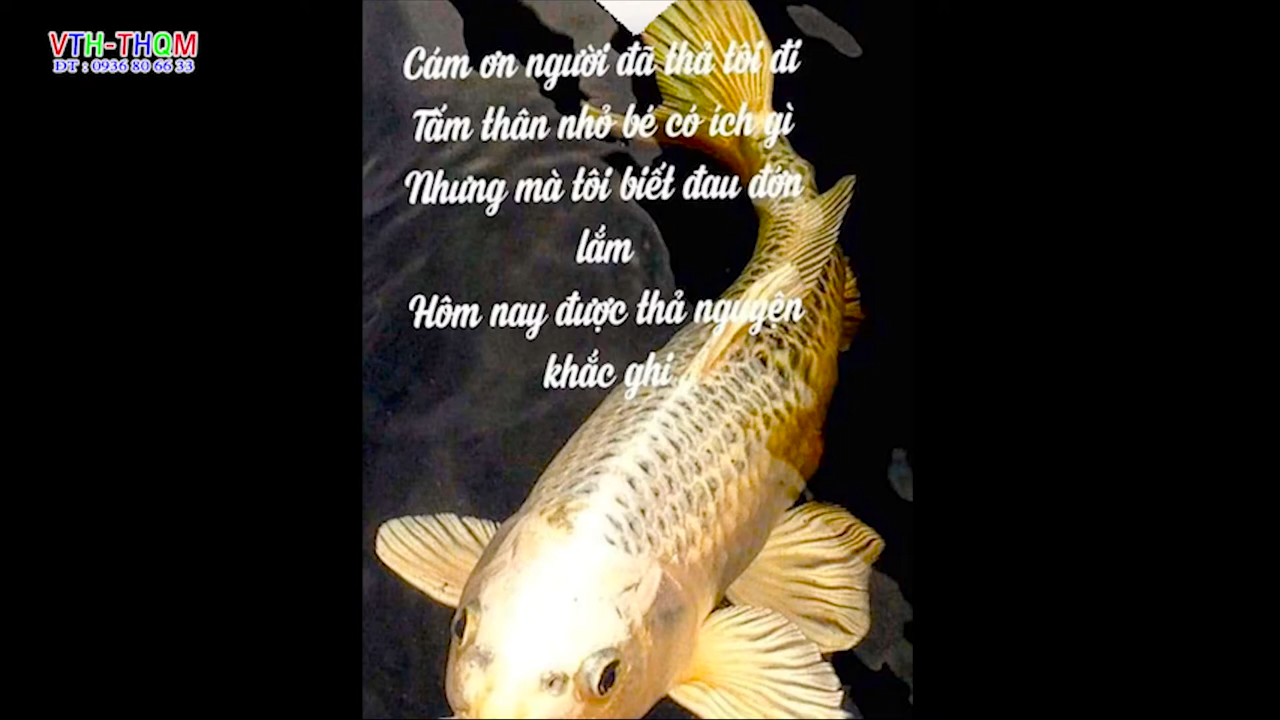 VTH-THQM
ĐT : 0936 80 66 33
Cám ơn người đã thả tôi đi
Tấm thân nhỏ bé có ích gì
Nhưng mà tôi biết đau đớn
lắm
Hôm nay được thả nguyện
khắc ghi .